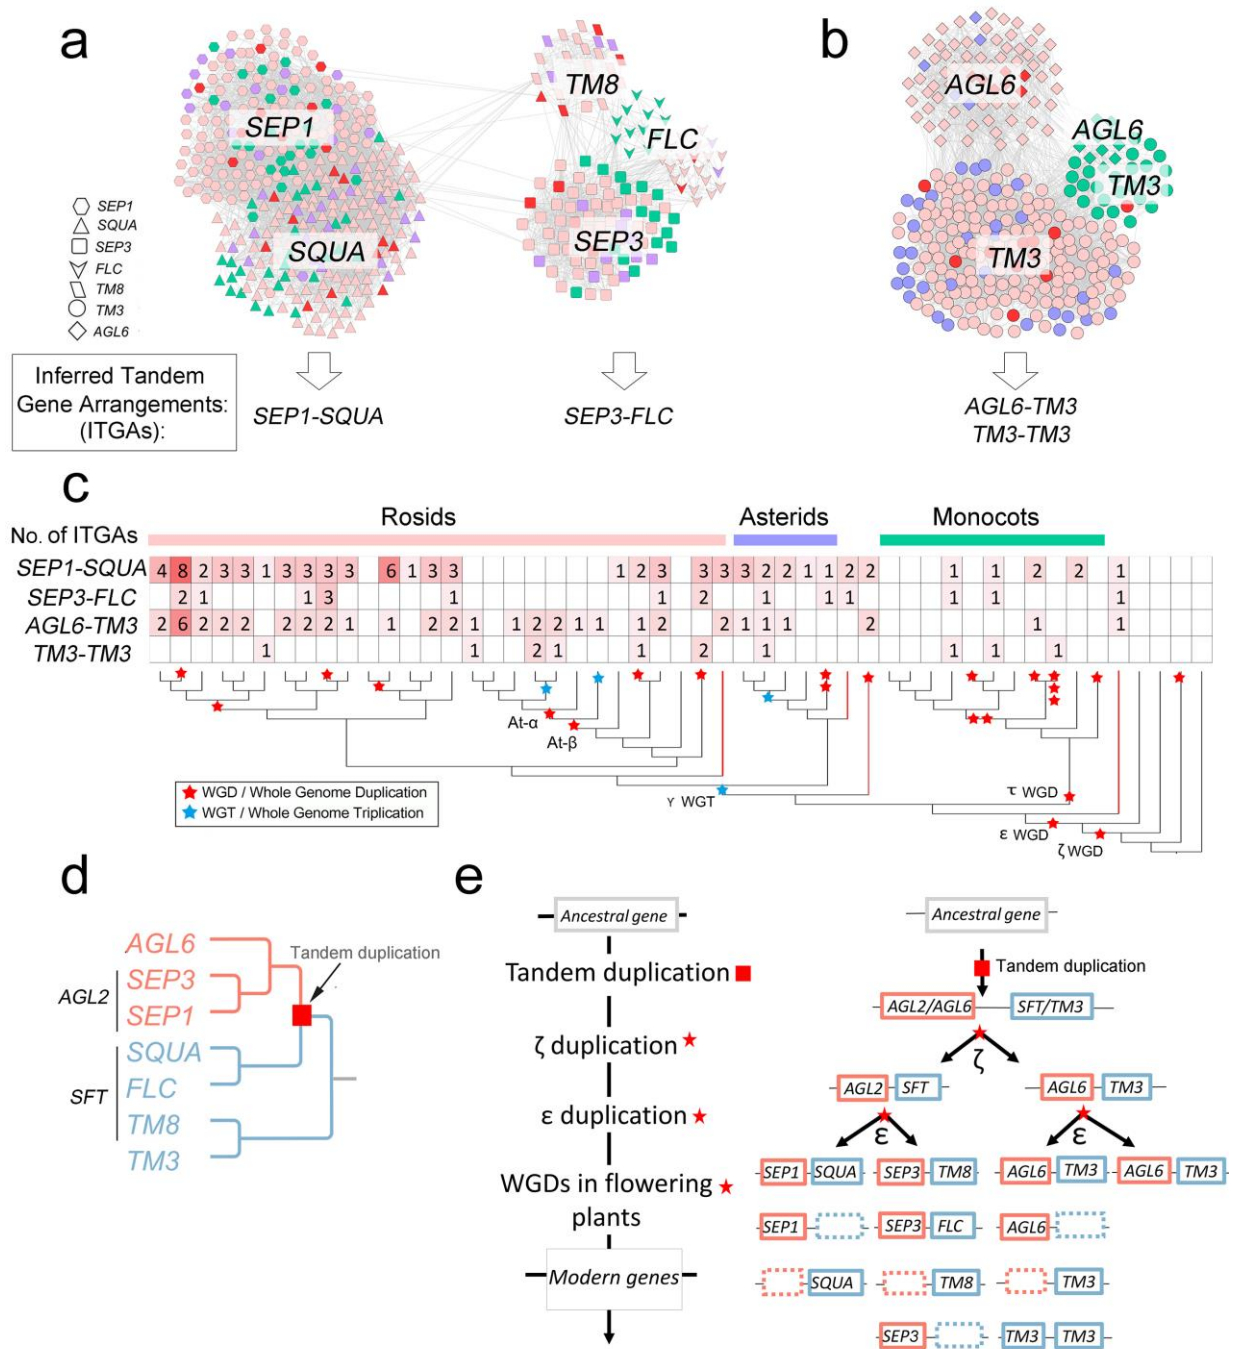 a
b
SEP1
SQUA
TM8
FLC
SEP3
AGL6
AGL6
TM3
TM3
SEP1
SQUA
SEP3
FLC
TM8
TM3
AGL6
Inferred Tandem
Gene Arrangements:
(ITGAs):
SEP1-SQUA
SEP3-FLC
AGL6-TM3
TM3-TM3
c
No. of ITGAs
Rosids
Asterids
Monocots
SEP1-SQUA 4 8 2 3 3 1 3 3 3 3 6 1 3 3 1 2 3 3 3 3 2 2 1 1 2 2 1 1 2 2 1
SEP3-FLC 2 1 1 3 1 1 2 1 1 1 1 1 1
AGL6-TM3 2 6 2 2 2 2 2 2 1 1 2 2 1 1 2 2 1 1 1 2 2 1 1 1 2 1 1
TM3-TM3 1 1 2 1 1 2 1 1 1 1
At-α
At-β
WGD / Whole Genome Duplication
WGT / Whole Genome Triplication
γ WGT
τ WGD
ε WGD
ζ WGD
d
AGL6
SEP3
SEP1
SQUA
FLC
TM8
TM3
AGL2
SFT
Tandem duplication
e
Ancestral gene
Tandem duplication
ζ duplication
ε duplication
WGDs in flowering
plants
Modern genes
Ancestral gene
Tandem duplication
AGL2/AGL6 SFT/TM3
ζ
AGL2 SFT AGL6 TM3
ε ε
SEP1 SQUA SEP3 TM8 AGL6 TM3 AGL6 TM3
SEP1 SEP3 FLC AGL6
SQUA TM8 TM3
SEP3 TM3 TM3